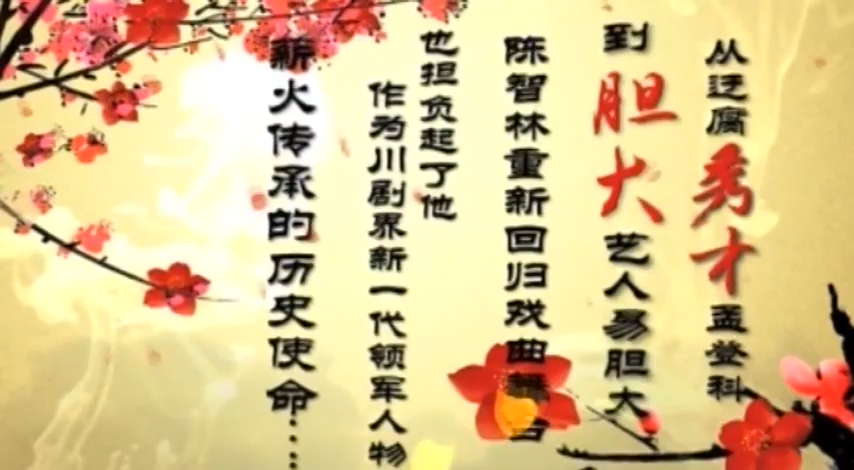 从迂腐秀才孟登科
到胆大艺人易胆大
陈智林重新回归戏曲舞台
也担负起了他
作为川剧界新一代领军人物
薪火传承的历史使命……